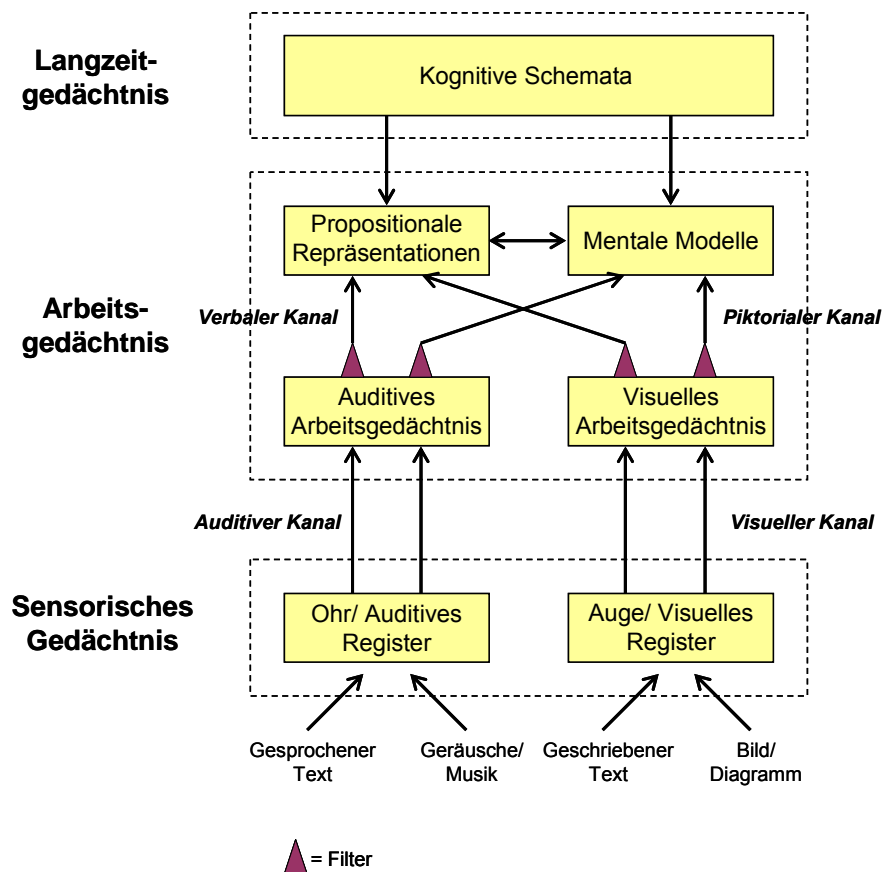 Langzeit-
gedächtnis
Kognitive Schemata
Propositionale
Repräsentationen
Mentale Modelle
Arbeits-
gedächtnis
Verbaler Kanal
Piktorialer Kanal
Auditives
Arbeitsgedächtnis
Visuelles
Arbeitsgedächtnis
Auditiver Kanal
Visueller Kanal
Sensorisches
Gedächtnis
Ohr/ Auditives
Register
Auge/ Visuelles
Register
Gesprochener
Text
Geräusche/
Musik
Geschriebener
Text
Bild/
Diagramm
= Filter